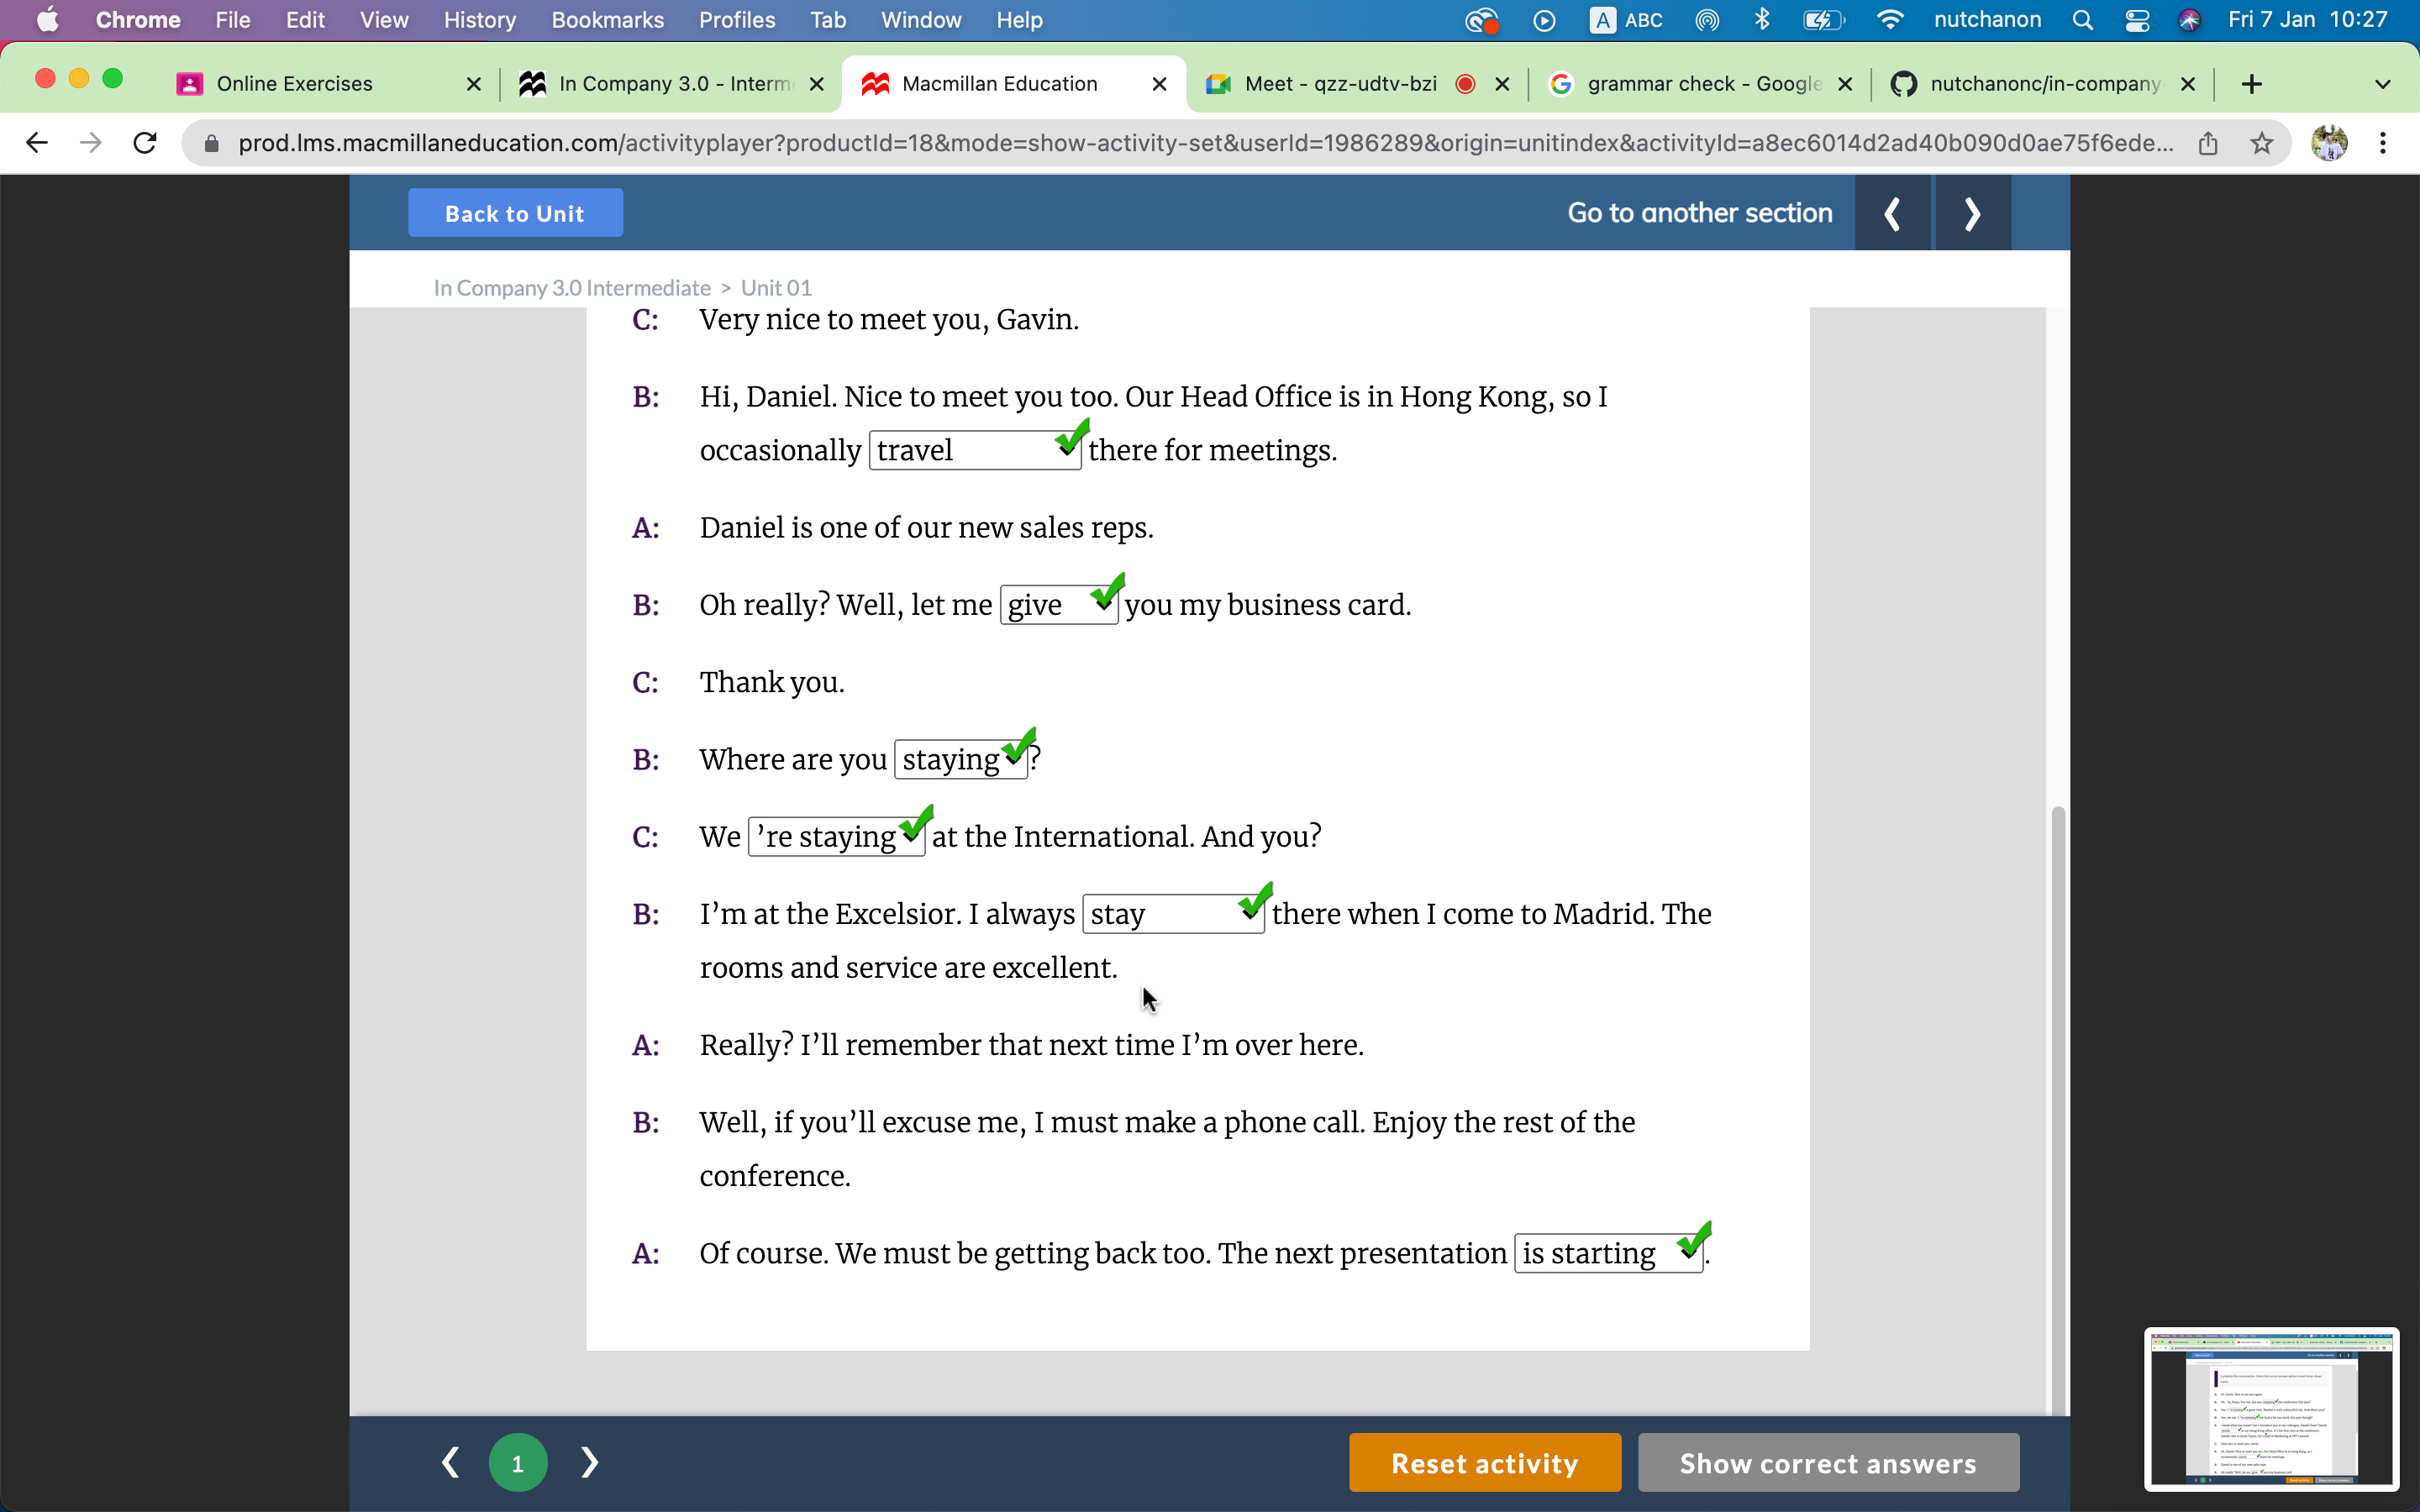 Chrome File Edit View History Bookmarks Profiles Tab Window Help A ABC nutchanon Fri 7 Jan 10:27
Online Exercises In Company 3.0 - Interm Macmillan Education Meet - qzz-udtv-bzi grammar check - Google nutchanonc/in-company-
prod.lms.macmillaneducation.com/activityplayer?productId=18&mode=show-activity-set&userId=1986289&origin=unitindex&activityId=a8ec6014d2ad40b090d0ae75f6ede...
Back to Unit Go to another section
In Company 3.0 Intermediate > Unit 01
C: Very nice to meet you, Gavin.
B: Hi, Daniel. Nice to meet you too. Our Head Office is in Hong Kong, so I
occasionally travel there for meetings.
A: Daniel is one of our new sales reps.
B: Oh really? Well, let me give you my business card.
C: Thank you.
B: Where are you staying ?
C: We ’re staying at the International. And you?
B: I’m at the Excelsior. I always stay there when I come to Madrid. The
rooms and service are excellent.
A: Really? I’ll remember that next time I’m over here.
B: Well, if you’ll excuse me, I must make a phone call. Enjoy the rest of the
conference.
A: Of course. We must be getting back too. The next presentation is starting .
1 Reset activity Show correct answers